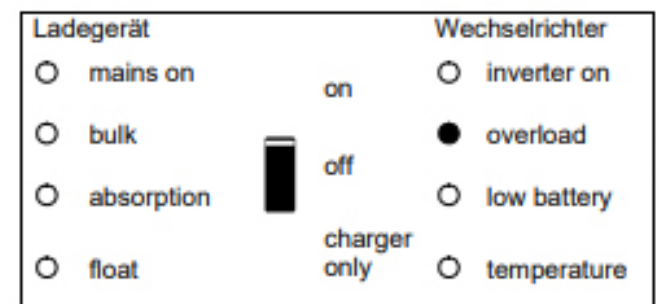 Ladegerät
mains on
bulk
absorption
float
on
off
charger
only
Wechselrichter
inverter on
overload
low battery
temperature